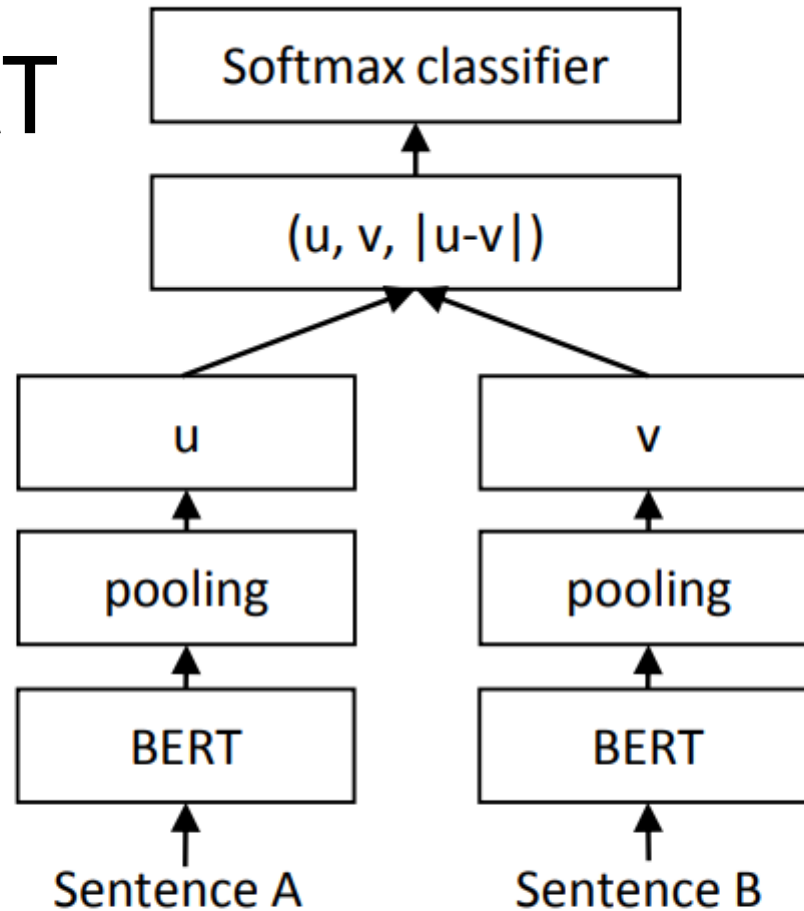 Softmax classifier
T
(u, v, |u-v|)
u
v
pooling
pooling
BERT
BERT
Sentence A
Sentence B